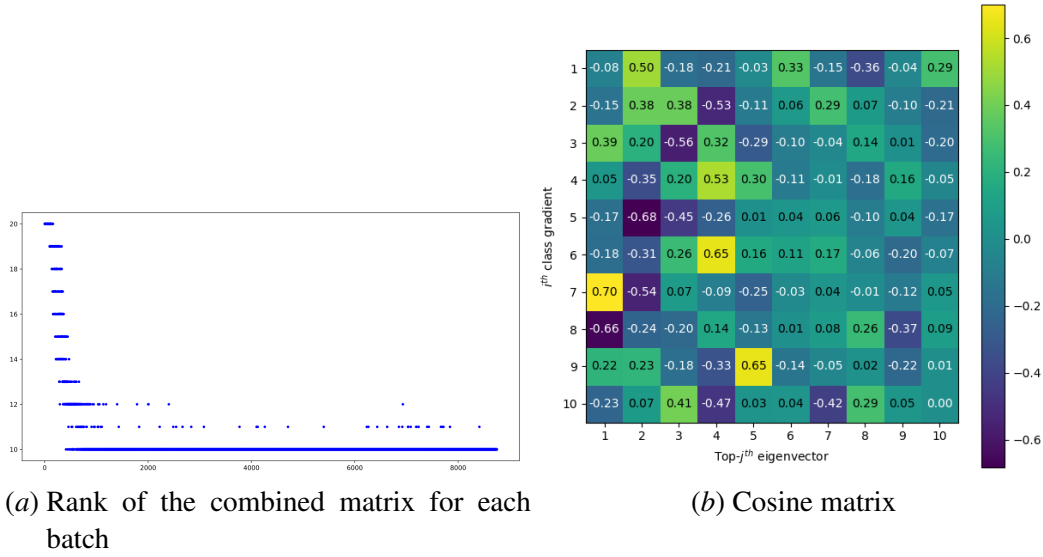 20
18
16
14
12
10
0 2000 4000 6000 8000
(a) Rank of the combined matrix for each
batch
1 -0.08 0.50 -0.18 -0.21 -0.03 0.33 -0.15 -0.36 -0.04 0.29
2 -0.15 0.38 0.38 -0.53 -0.11 0.06 0.29 0.07 -0.10 -0.21
3 0.39 0.20 -0.56 0.32 -0.29 -0.10 -0.04 0.14 0.01 -0.20
4 0.05 -0.35 0.20 0.53 0.30 -0.11 -0.01 -0.18 0.16 -0.05
5 -0.17 -0.68 -0.45 -0.26 0.01 0.04 0.06 -0.10 0.04 -0.17
6 -0.18 -0.31 0.26 0.65 0.16 0.11 0.17 -0.06 -0.20 -0.07
7 0.70 -0.54 0.07 -0.09 -0.25 -0.03 0.04 -0.01 -0.12 0.05
8 -0.66 -0.24 -0.20 0.14 -0.13 0.01 0.08 0.26 -0.37 0.09
9 0.22 0.23 -0.18 -0.33 0.65 -0.14 -0.05 0.02 -0.22 0.01
10 -0.23 0.07 0.41 -0.47 0.03 0.04 -0.42 0.29 0.05 0.00
1 2 3 4 5 6 7 8 9 10
Top-jth eigenvector
ith class gradient
0.6
0.4
0.2
0.0
−0.2
−0.4
−0.6
(b) Cosine matrix